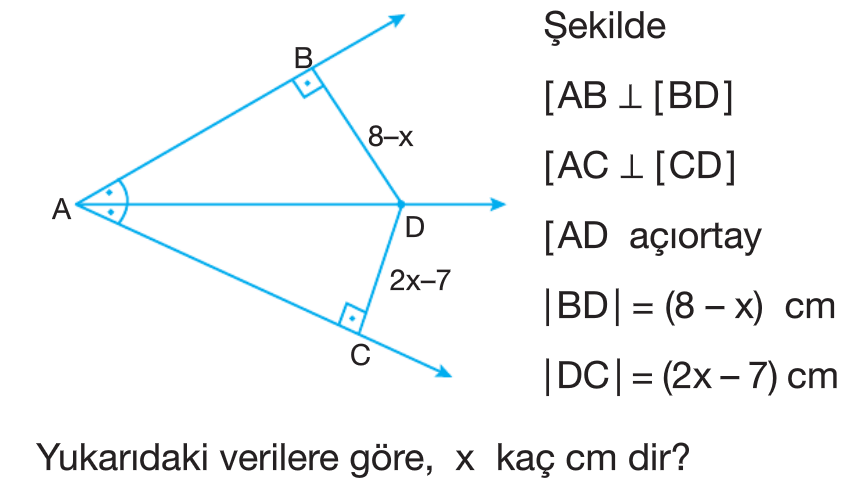 Şekilde
B
[AB ⊥ [BD]
8–x
[AC ⊥ [CD]
A
D
[AD açıortay
2x–7
|BD| = (8 – x) cm
C
|DC| = (2x – 7) cm
Yukarıdaki verilere göre, x kaç cm dir?